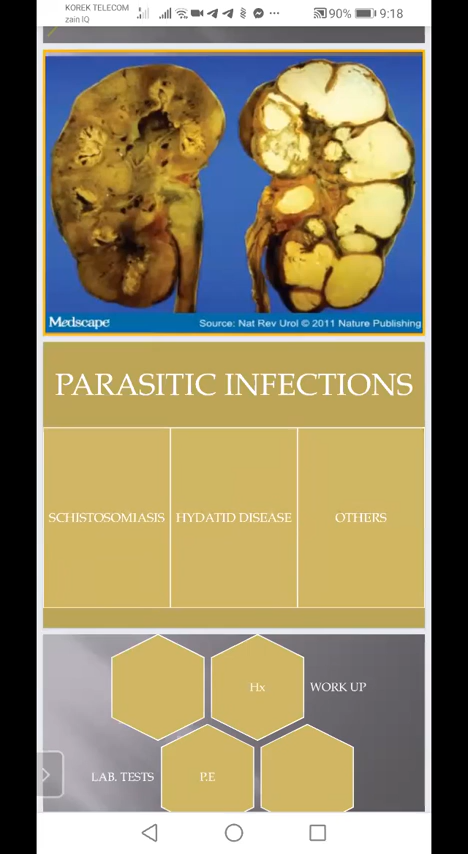 KOREK TELECOM
zain IQ
90% 9:18
Medscape
Source: Nat Rev Urol © 2011 Nature Publishing
PARASITIC INFECTIONS
SCHISTOSOMIASIS HYDATID DISEASE OTHERS
Hx WORK UP
LAB. TESTS P.E